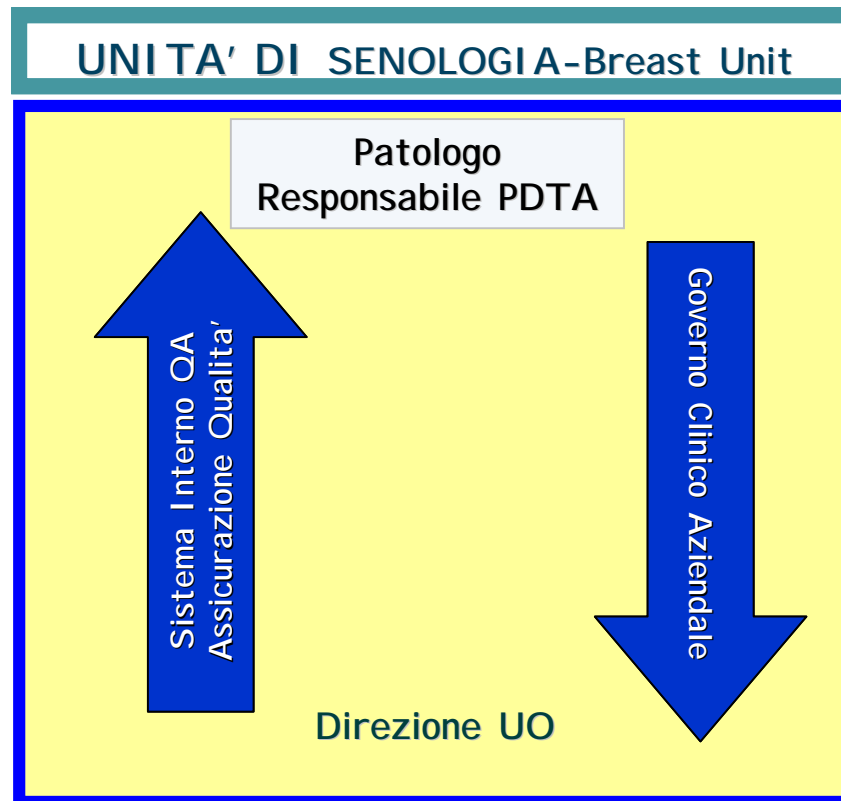 UNITA' DI SENOLOGIA-Breast Unit
Patologo
Responsabile PDTA
Sistema Interno QA
Assicurazione Qualita'
Governo Clinico Aziendale
Direzione UO